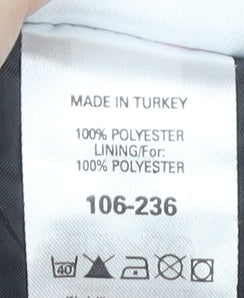 MADE IN TURKEY
100% POLYESTER
LINING/For:
100% POLYESTER
106-236
40